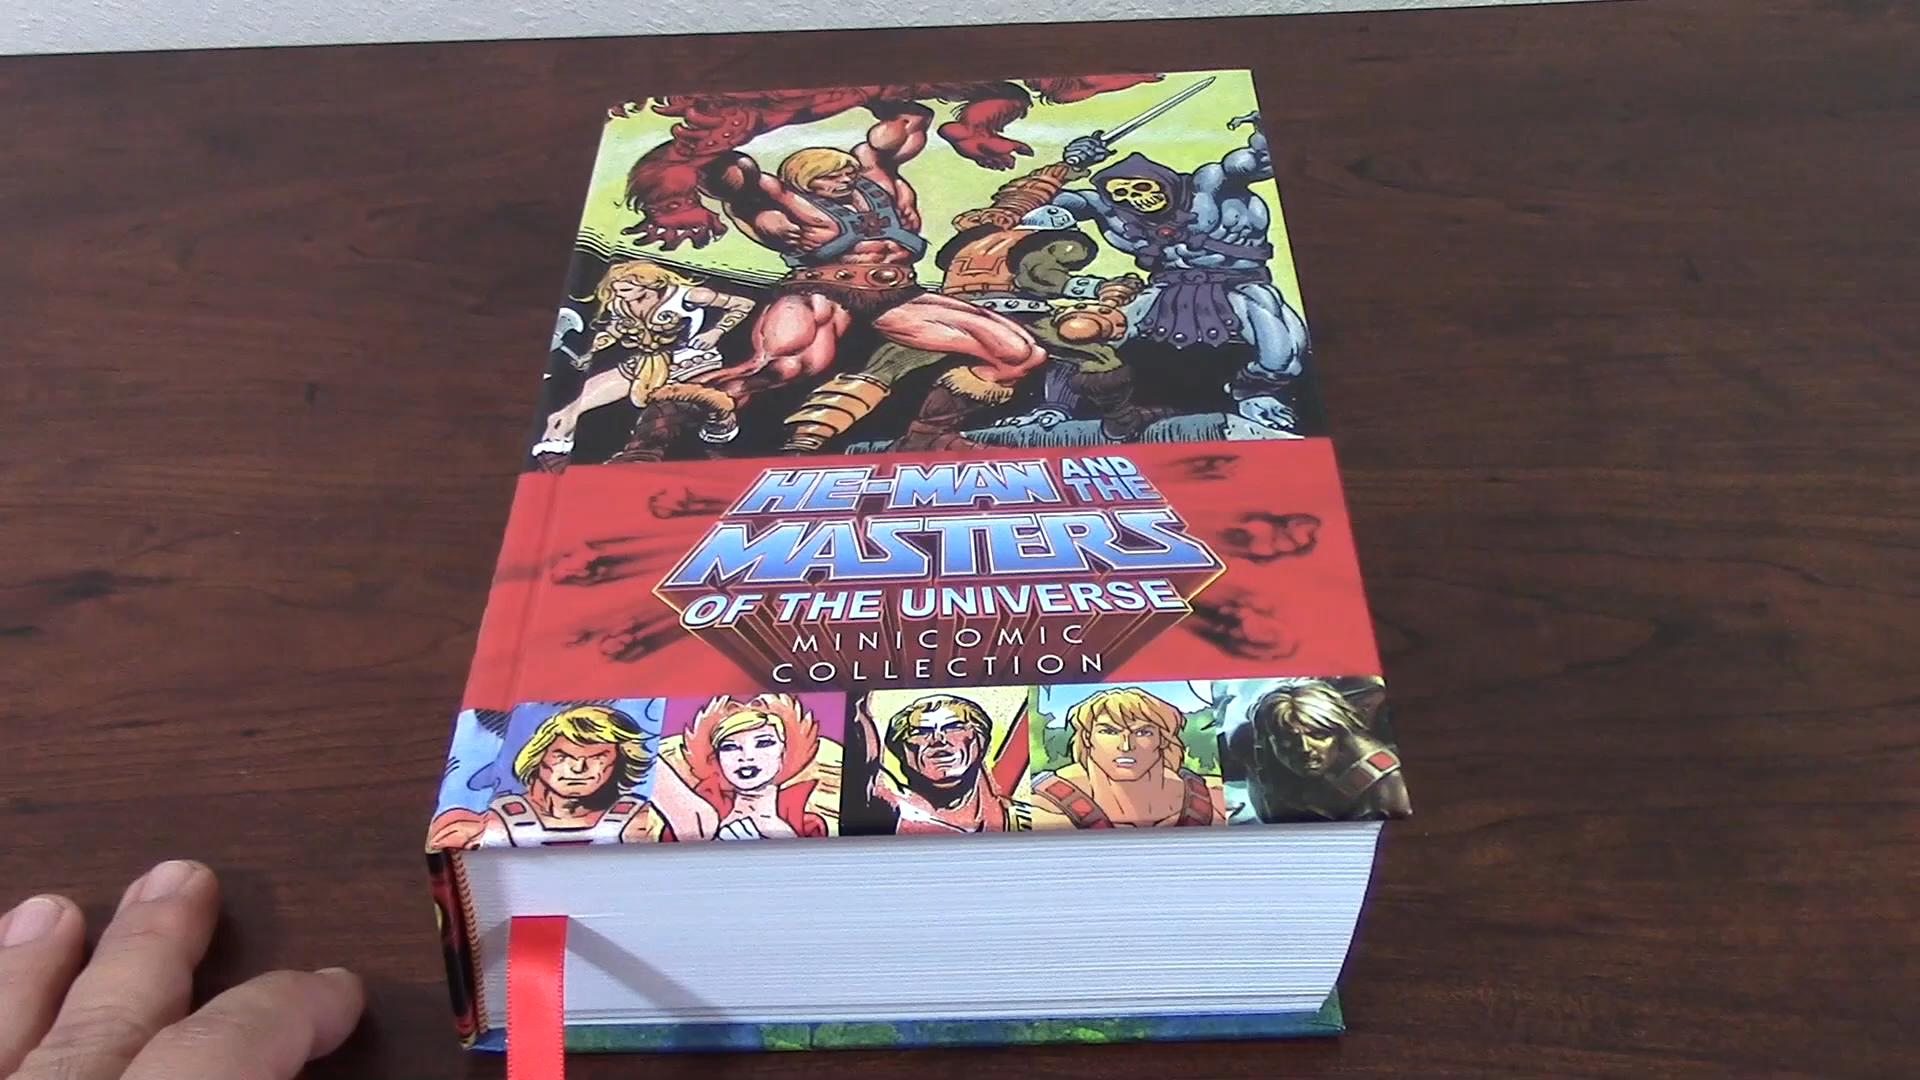 HE-MAN AND THE
MASTERS
OF THE UNIVERSE
MINICOMIC
COLLECTION